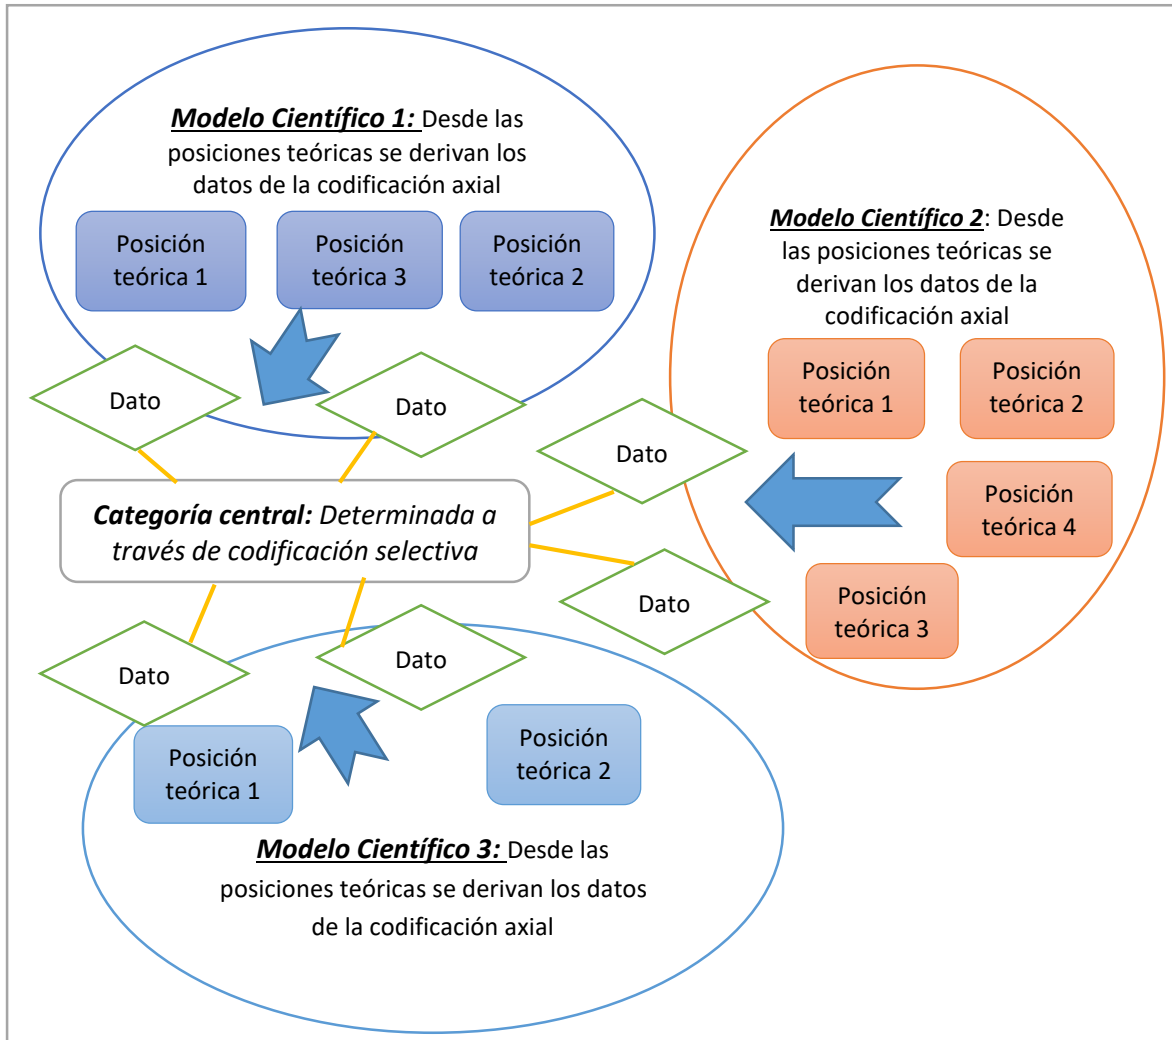 Modelo Científico 1: Desde las
posiciones teóricas se derivan los
datos de la codificación axial
Posición
teórica 1
Posición
teórica 3
Posición
teórica 2
Dato
Dato
Modelo Científico 2: Desde
las posiciones teóricas se
derivan los datos de la
codificación axial
Posición
teórica 1
Posición
teórica 2
Posición
teórica 4
Posición
teórica 3
Dato
Dato
Categoría central: Determinada a
través de codificación selectiva
Dato
Dato
Posición
teórica 1
Posición
teórica 2
Modelo Científico 3: Desde las
posiciones teóricas se derivan los datos
de la codificación axial